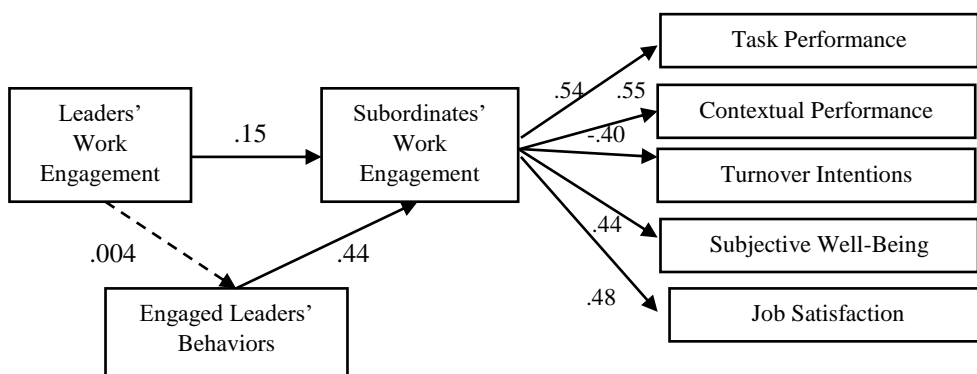 Leaders'
Work
Engagement
.15
Subordinates'
Work
Engagement
.004
.44
Engaged Leaders'
Behaviors
.54
.55
-.40
.44
.48
Task Performance
Contextual Performance
Turnover Intentions
Subjective Well-Being
Job Satisfaction